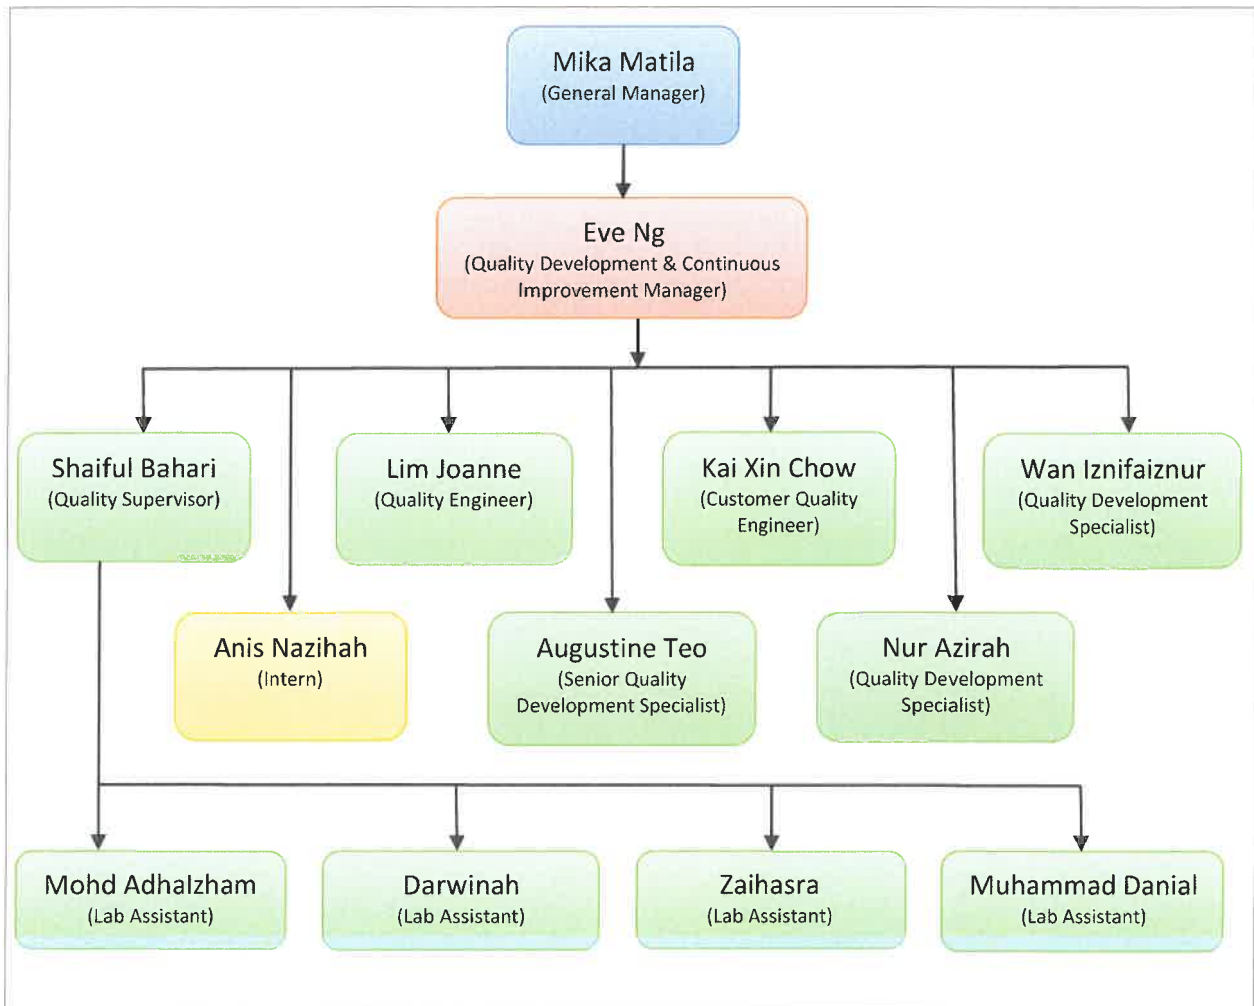 Mika Matila
(General Manager)
Eve Ng
(Quality Development & Continuous
Improvement Manager)
Shaiful Bahari
(Quality Supervisor)
Lim Joanne
(Quality Engineer)
Kai Xin Chow
(Customer Quality
Engineer)
Wan Iznifaiznur
(Quality Development
Specialist)
Anis Nazihah
(Intern)
Augustine Teo
(Senior Quality
Development Specialist)
Nur Azirah
(Quality Development
Specialist)
Mohd AdhaIzham
(Lab Assistant)
Darwinah
(Lab Assistant)
Zaihasra
(Lab Assistant)
Muhammad Danial
(Lab Assistant)